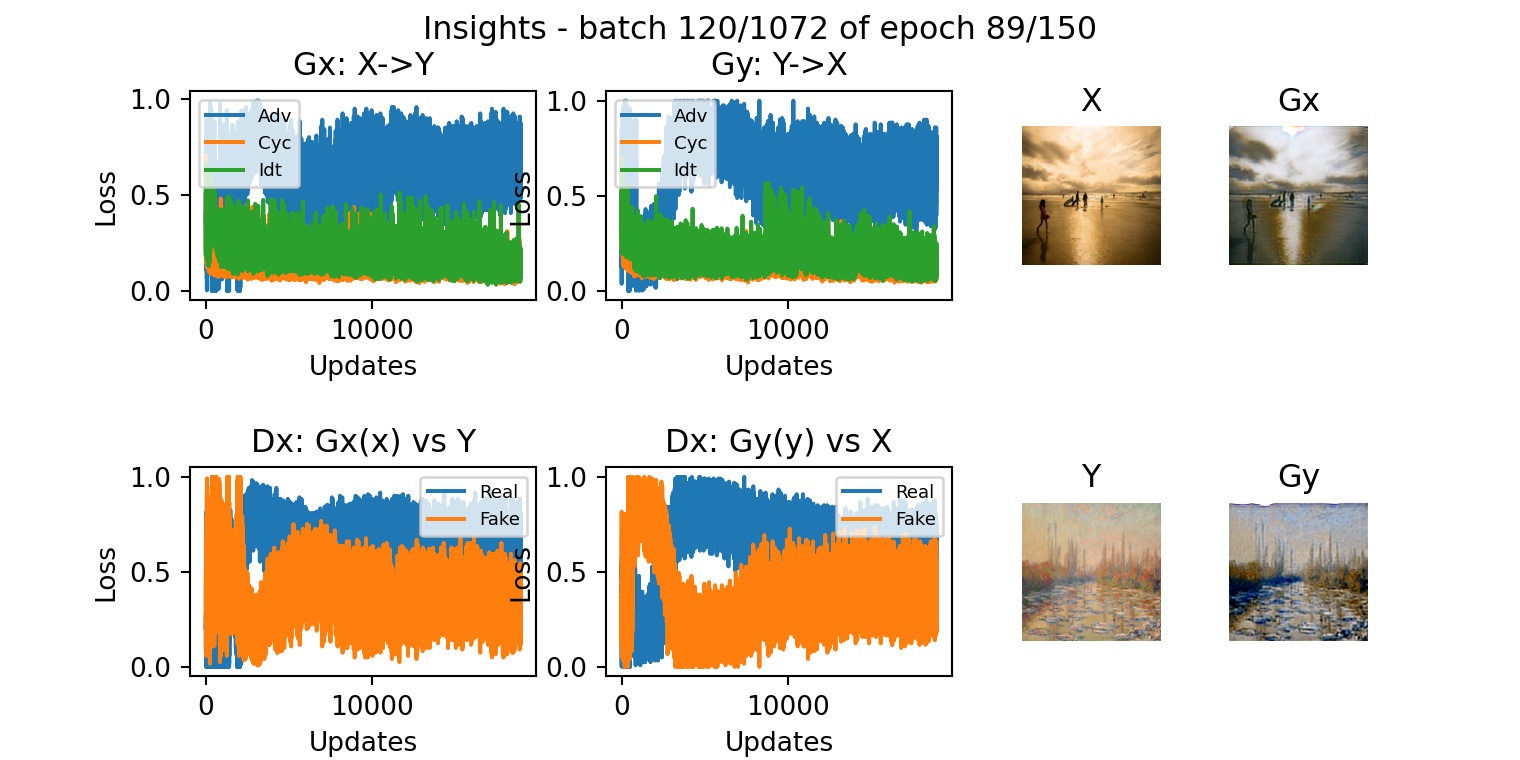 Insights - batch 120/1072 of epoch 89/150
Gx: X->Y
Loss
1.0
0.5
0.0
Adv
Cyc
Idt
0
10000
Updates
Gy: Y->X
Loss
1.0
0.5
0.0
Adv
Cyc
Idt
0
10000
Updates
X
Gx
Dx: Gx(x) vs Y
Loss
1.0
0.5
0.0
Real
Fake
0
10000
Updates
Dx: Gy(y) vs X
Loss
1.0
0.5
0.0
Real
Fake
0
10000
Updates
Y
Gy